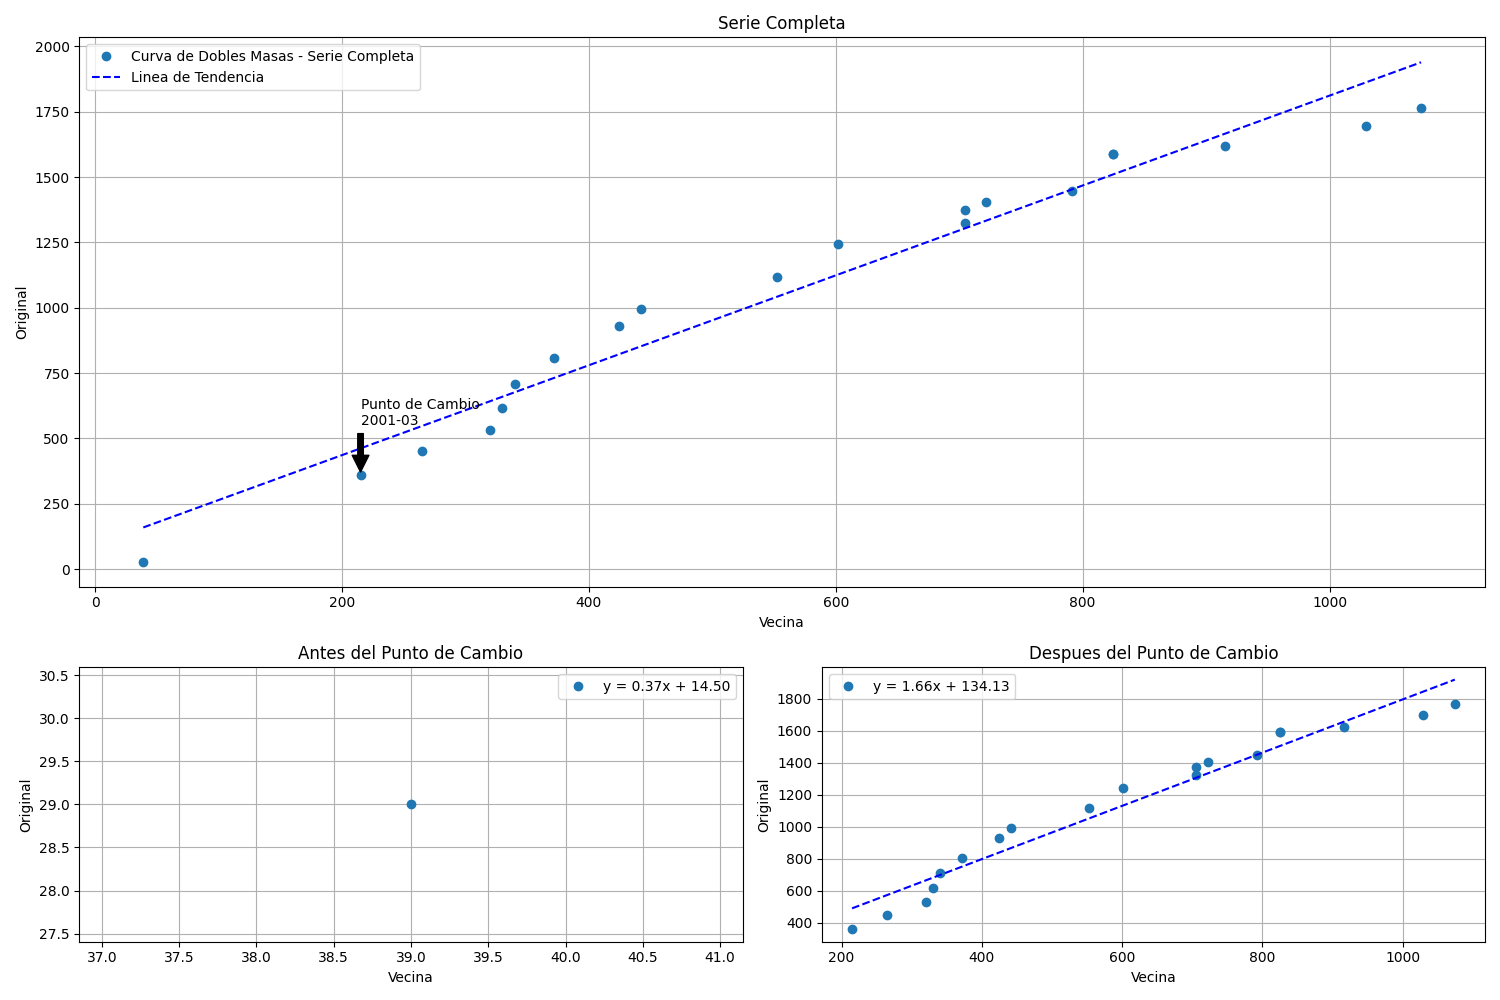 Serie Completa
Curva de Dobles Masas - Serie Completa
Linea de Tendencia
2000
1750
1500
1250
1000
750
500
250
0
Original
Punto de Cambio
2001-03
0 200 400 600 800 1000
Vecina
Antes del Punto de Cambio
y = 0.37x + 14.50
30.5
30.0
29.5
29.0
28.5
28.0
27.5
Original
37.0 37.5 38.0 38.5 39.0 39.5 40.0 40.5 41.0
Vecina
Despues del Punto de Cambio
y = 1.66x + 134.13
1800
1600
1400
1200
1000
800
600
400
Original
200 400 600 800 1000
Vecina